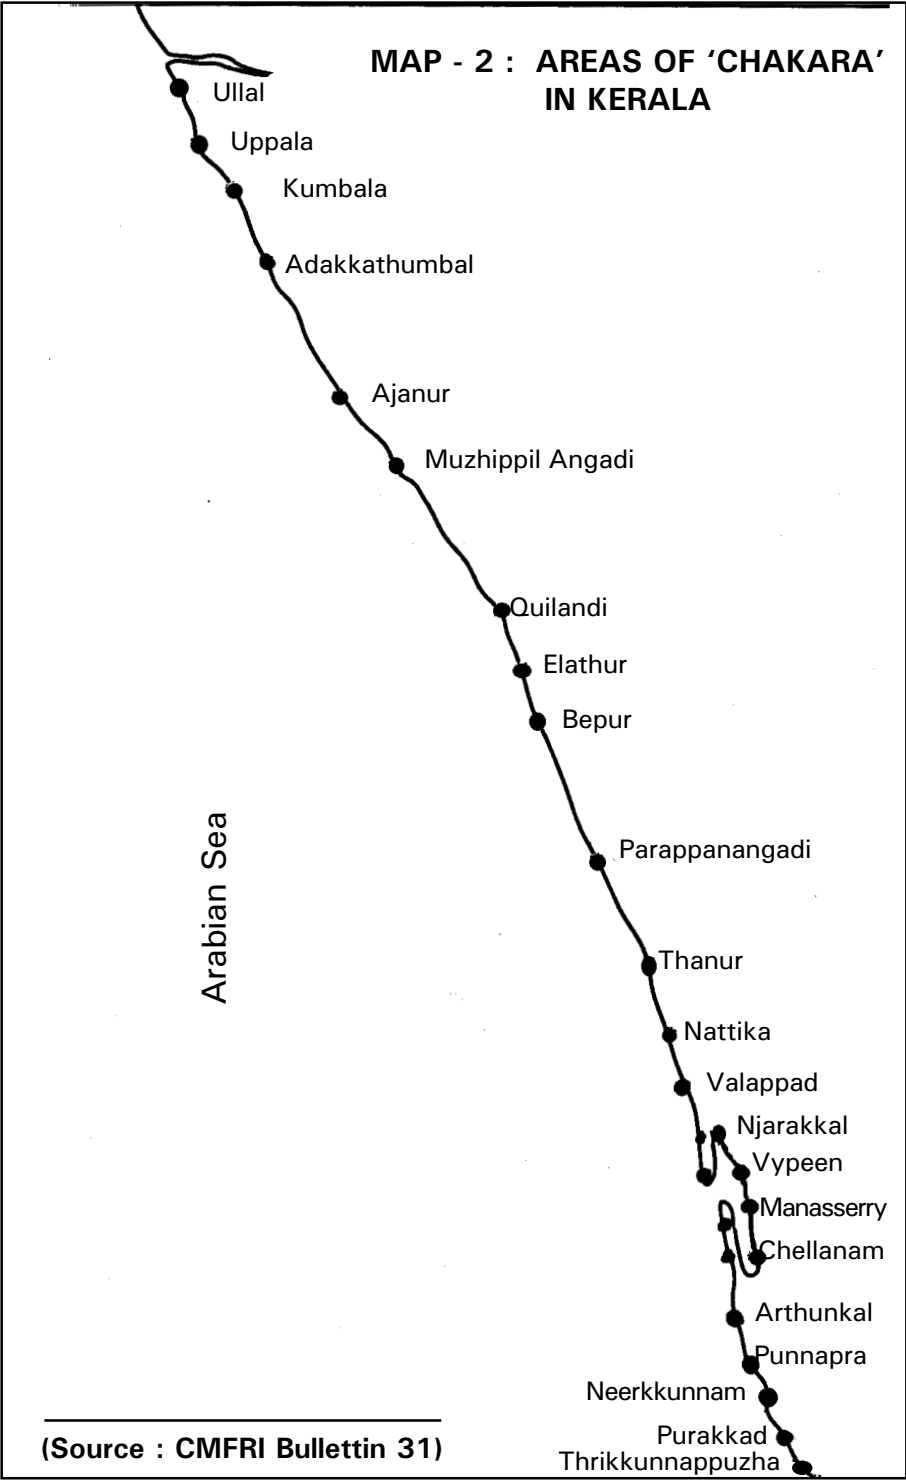 MAP - 2 : AREAS OF ‘CHAKARA’
IN KERALA
Ullal
Uppala
Kumbala
Adakkathumbal
Ajanur
Muzhippil Angadi
Quilandi
Elathur
Bepur
Arabian Sea
Parappanangadi
Thanur
Nattika
Valappad
Njarakkal
Vypeen
Manasserry
Chellanam
Arthunkal
Punnapra
Neerkkunnam
Purakkad
Thrikkunnappuzha
(Source : CMFRI Bullettin 31)